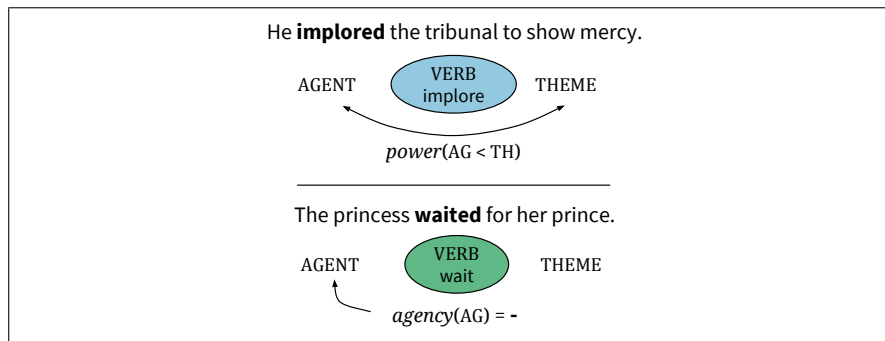 He implored the tribunal to show mercy.
AGENT VERB implore THEME
power(AG < TH)
The princess waited for her prince.
AGENT VERB wait THEME
agency(AG) = -